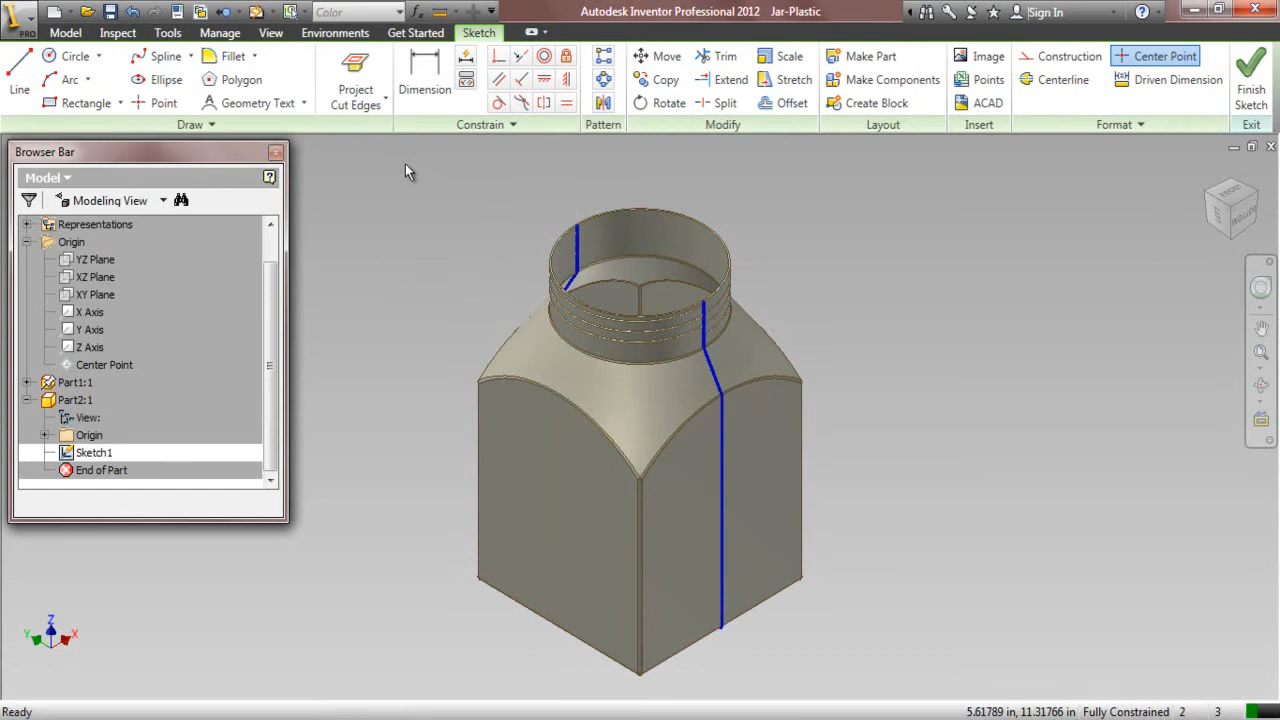 Color
Autodesk Inventor Professional 2012 Jar-Plastic
Sign In
PRO
Model Inspect Tools Manage View Environments Get Started Sketch
Line
Circle
Arc
Rectangle
Spline
Ellipse
Point
Fillet
Polygon
Geometry Text
Project
Cut Edges
Dimension
Move
Copy
Rotate
Trim
Extend
Split
Scale
Stretch
Offset
Make Part
Make Components
Create Block
Image
Points
ACAD
Construction
Centerline
Center Point
Driven Dimension
Finish
Sketch
Draw Constrain Pattern Modify Layout Insert Format Exit
Browser Bar
Model
Modeling View
Representations
Origin
YZ Plane
XZ Plane
XY Plane
X Axis
Y Axis
Z Axis
Center Point
Part1:1
Part2:1
View:
Origin
Sketch1
End of Part
FRONT
BOTTOM
Z
Y X
Ready 5.61789 in, 11.31766 in Fully Constrained 2 3